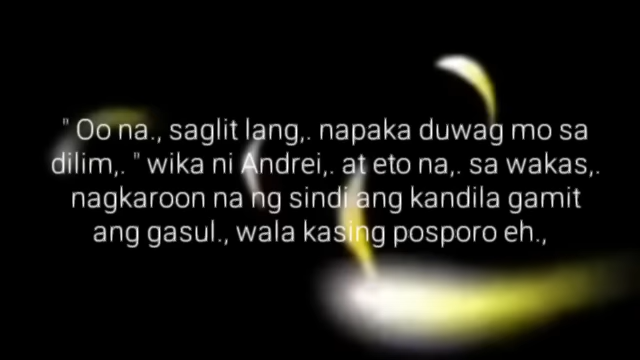 " Oo na., saglit lang,. napaka duwag mo sa
dilim,. " wika ni Andrei,. at eto na,. sa wakas,.
nagkaroon na ng sindi ang kandila gamit
ang gasul., wala kasing posporo eh.,